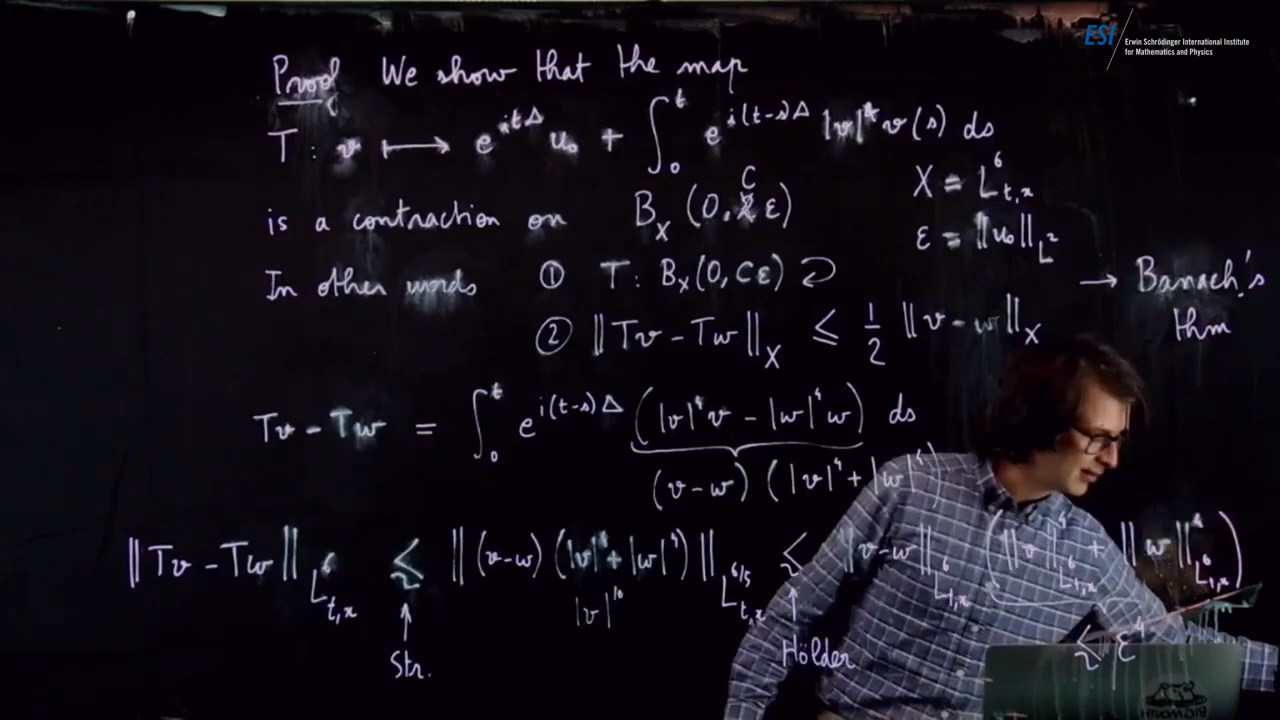 ESI Erwin Schrödinger International Institute
for Mathematics and Physics
Proof We show that the map
T : v ⟼ e^{itΔ} u₀ + ∫₀^t e^{i(t-s)Δ} |v|⁴ v(s) ds
is a contraction on B_X (0, Cε)
X = L⁶_{t,x}
ε = ‖u₀‖_{L²}
In other words ① T : B_X(0, Cε) ⊃
② ‖Tv - Tw‖_X ≤ 1/2 ‖v - w‖_X
→ Banach's
thm
Tv - Tw = ∫₀^t e^{i(t-s)Δ} (|v|⁴v - |w|⁴w) ds
(v-w) (|v|⁴ + |w|⁴)
‖Tv - Tw‖_{L⁶_{t,x}} ≲ ‖(v-w) (|v|⁴ + |w|⁴)‖_{L^{6/5}_{t,x}} ≲ ‖v-w‖_{L⁶_{t,x}} (‖v‖⁴_{L⁶_{t,x}} + ‖w‖⁴_{L⁶_{t,x}})
↑ Str.
↑ Hölder
≲ ε⁴